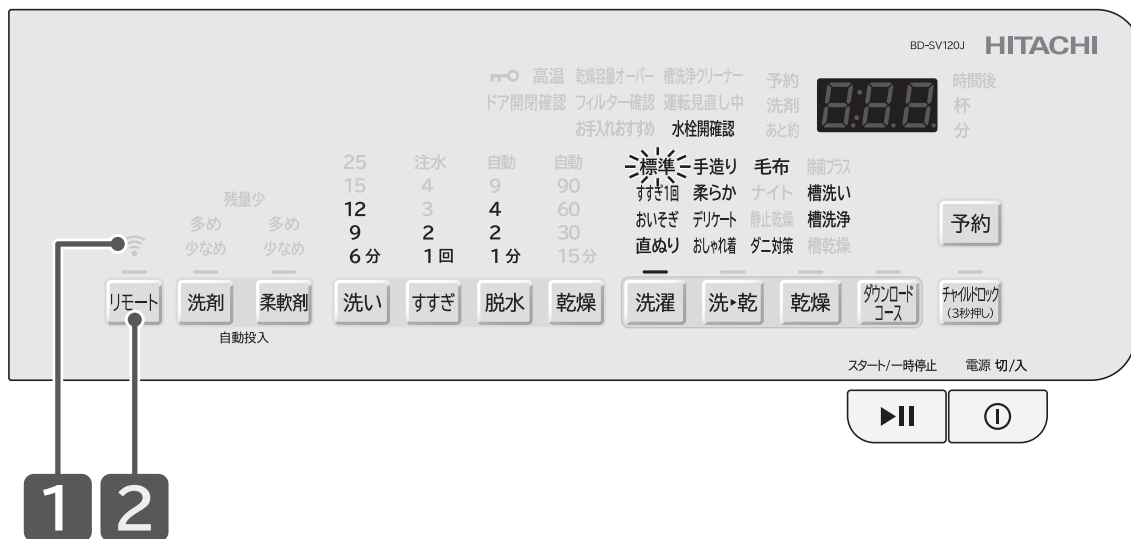 BD-SV120J HITACHI
高温 乾燥容量オーバー 槽洗浄クリーナー 予約 8:88 時間後
ドア開閉確認 フィルター確認 運転見直し中 洗剤 杯
お手入れおすすめ 水栓開確認 あと約 分
25 注水 自動 自動 標準 手造り 毛布 除菌プラス
15 4 9 90 すすぎ1回 柔らか ナイト 槽洗い
残量少 12 3 4 60 おいそぎ デリケート 静止乾燥 槽洗浄 予約
多め 多め 9 2 2 30 直ぬり おしゃれ着 ダニ対策 槽乾燥
少なめ 少なめ 6分 1回 1分 15分
リモート 洗剤 柔軟剤 洗い すすぎ 脱水 乾燥 洗濯 洗▸乾 乾燥 ダウンロードコース チャイルドロック(3秒押し)
自動投入
スタート/一時停止 電源 切/入
1 2